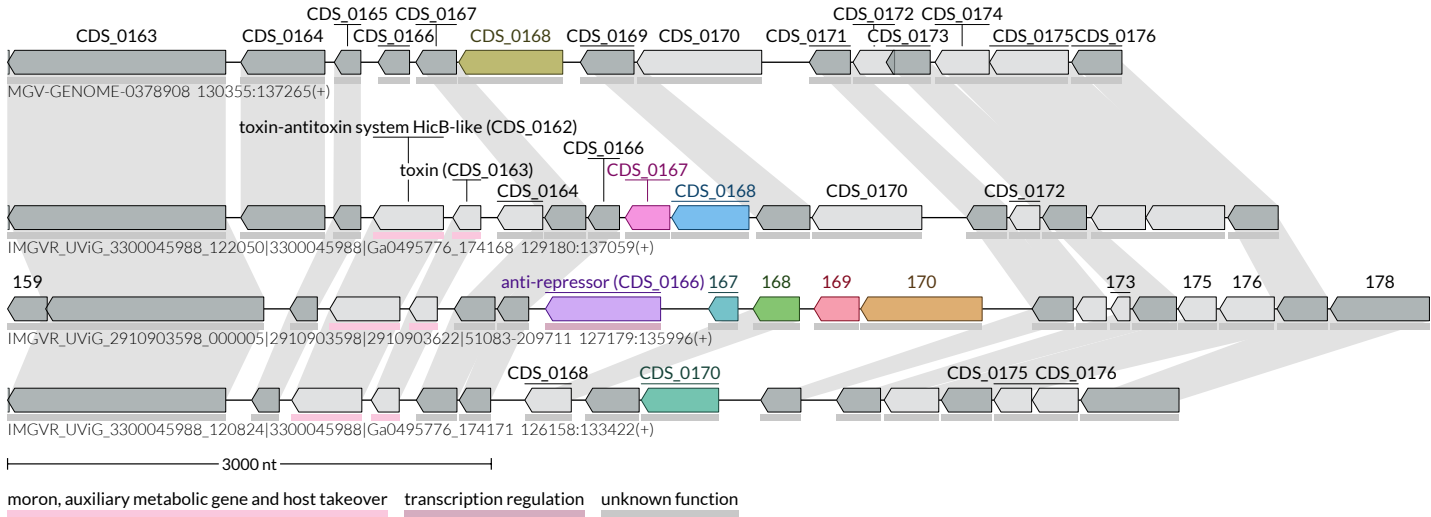 CDS_0165 CDS_0167 CDS_0172 CDS_0174
CDS_0163 CDS_0164 CDS_0166 CDS_0168 CDS_0169 CDS_0170 CDS_0171 CDS_0173 CDS_0175 CDS_0176
MGV-GENOME-0378908 130355:137265(+)
toxin-antitoxin system HicB-like (CDS_0162)
CDS_0166
toxin (CDS_0163) CDS_0167
CDS_0164 CDS_0168 CDS_0170 CDS_0172
IMGVR_UViG_3300045988_122050|3300045988|Ga0495776_174168 129180:137059(+)
159 anti-repressor (CDS_0166) 167 168 169 170 173 175 176 178
IMGVR_UViG_2910903598_000005|2910903598|2910903622|51083-209711 127179:135996(+)
CDS_0168 CDS_0170 CDS_0175 CDS_0176
IMGVR_UViG_3300045988_120824|3300045988|Ga0495776_174171 126158:133422(+)
3000 nt
moron, auxiliary metabolic gene and host takeover transcription regulation unknown function